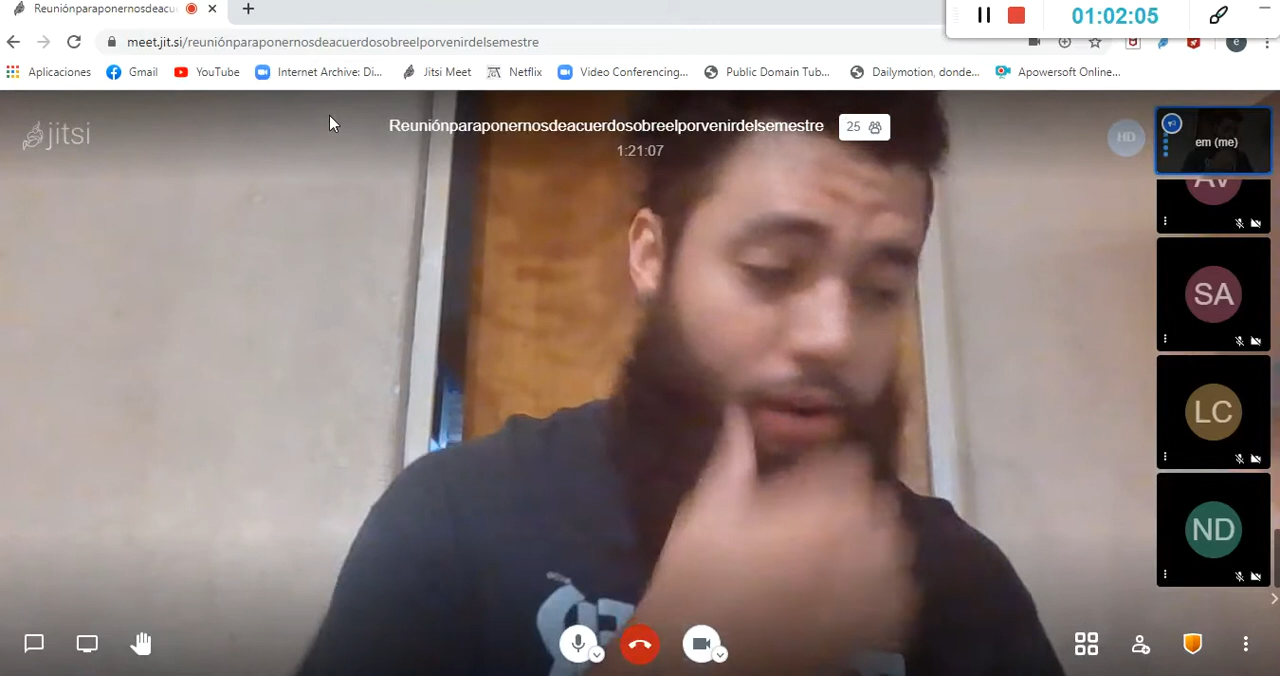 Reuniónparaponernosdeacu
01:02:05
meet.jit.si/reuniónparaponernosdeacuerdosobreelporvenirdelsemestre
e
Aplicaciones Gmail YouTube Internet Archive: Di... Jitsi Meet Netflix Video Conferencing... Public Domain Tub... Dailymotion, donde... Apowersoft Online...
jitsi
Reuniónparaponernosdeacuerdosobreelporvenirdelsemestre 25
1:21:07
HD
em (me)
AV
SA
LC
ND